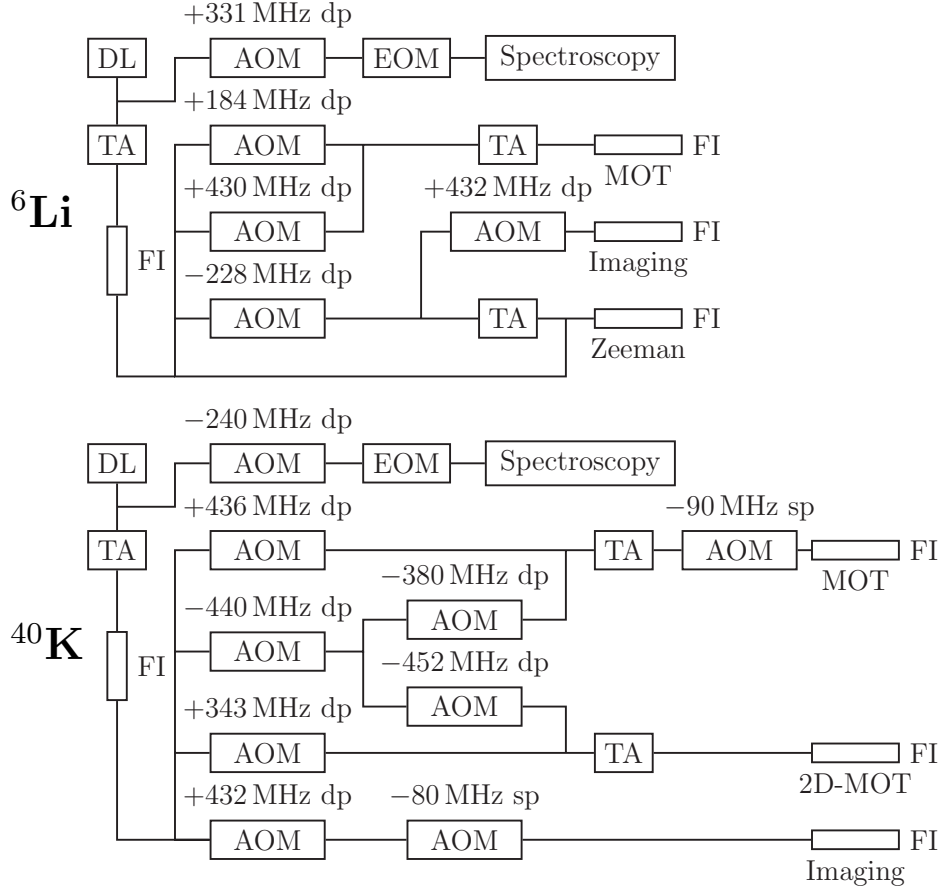 +331 MHz dp
DL AOM EOM Spectroscopy
+184 MHz dp
TA AOM TA FI
MOT
+430 MHz dp +432 MHz dp
⁶Li
AOM AOM FI
Imaging
FI
−228 MHz dp
AOM TA FI
Zeeman
−240 MHz dp
DL AOM EOM Spectroscopy
+436 MHz dp −90 MHz sp
TA AOM TA AOM FI
MOT
−380 MHz dp
−440 MHz dp AOM
⁴⁰K
AOM
FI −452 MHz dp
AOM
+343 MHz dp
AOM TA FI
2D-MOT
+432 MHz dp −80 MHz sp
AOM AOM FI
Imaging